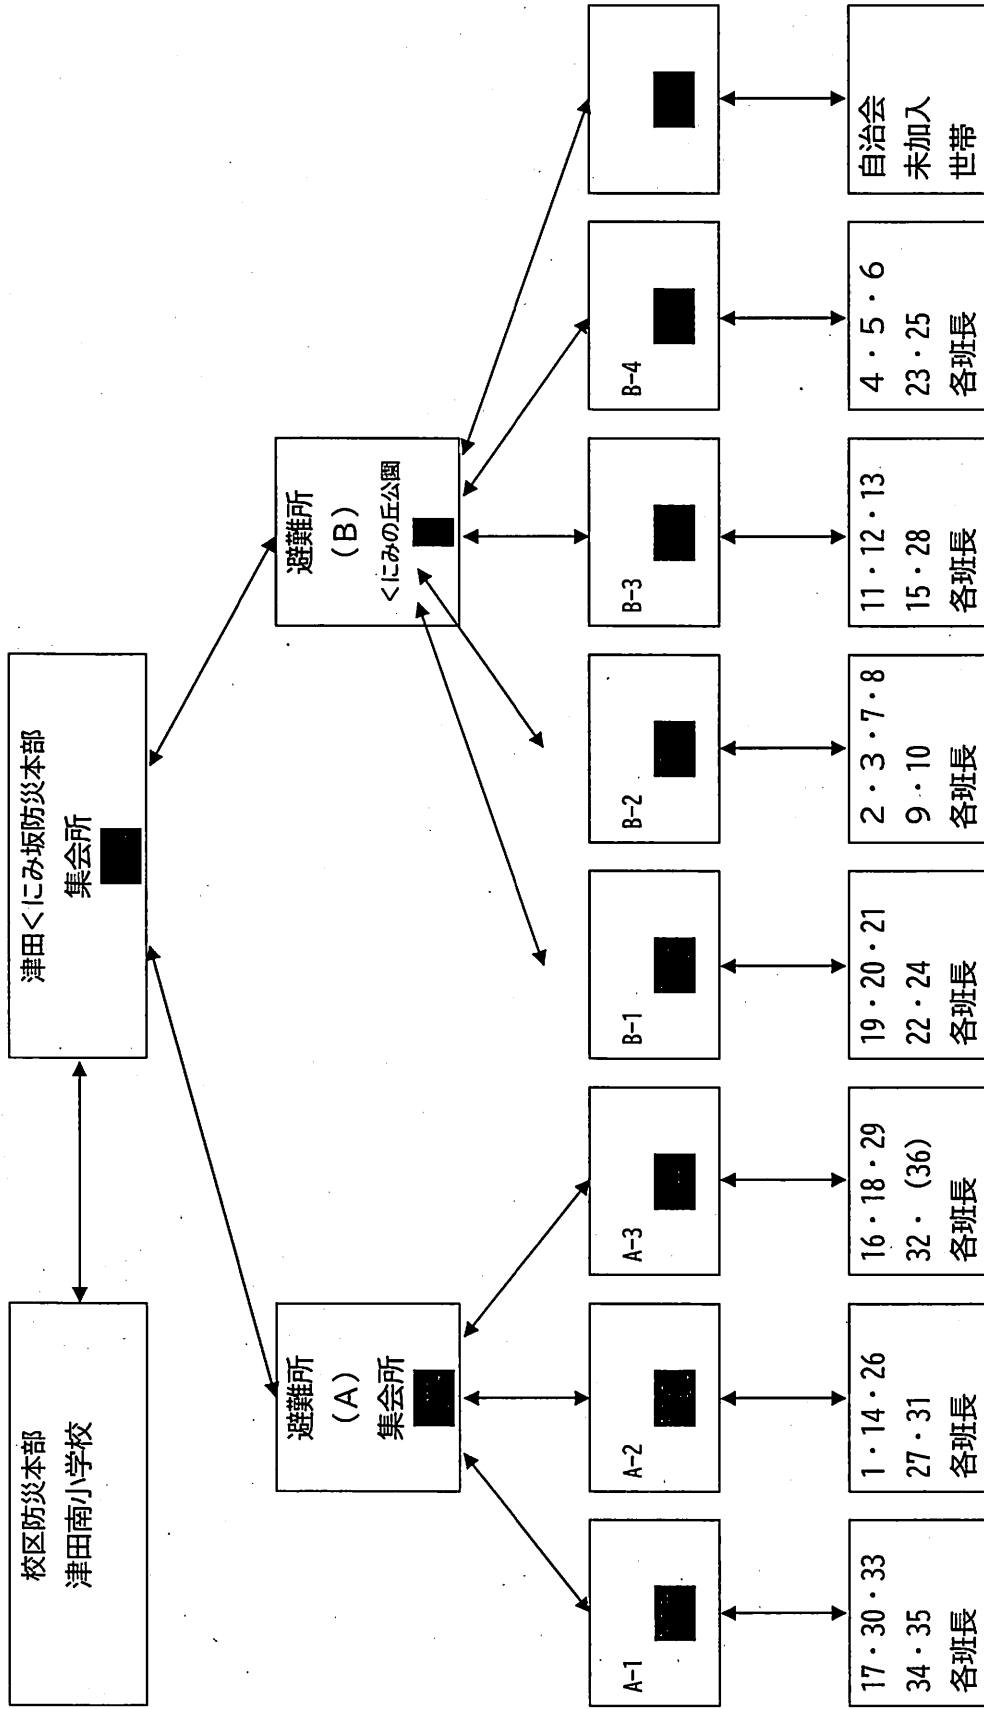 校区防災本部
津田南小学校
津田くにみ坂防災本部
集会所
避難所
(A)
集会所
避難所
(B)
くにみの丘公園
A-1
A-2
A-3
B-1
B-2
B-3
B-4
17・30・33
34・35
各班長
1・14・26
27・31
各班長
16・18・29
32・(36)
各班長
19・20・21
22・24
各班長
2・3・7・8
9・10
各班長
11・12・13
15・28
各班長
4・5・6
23・25
各班長
自治会
未加入
世帯